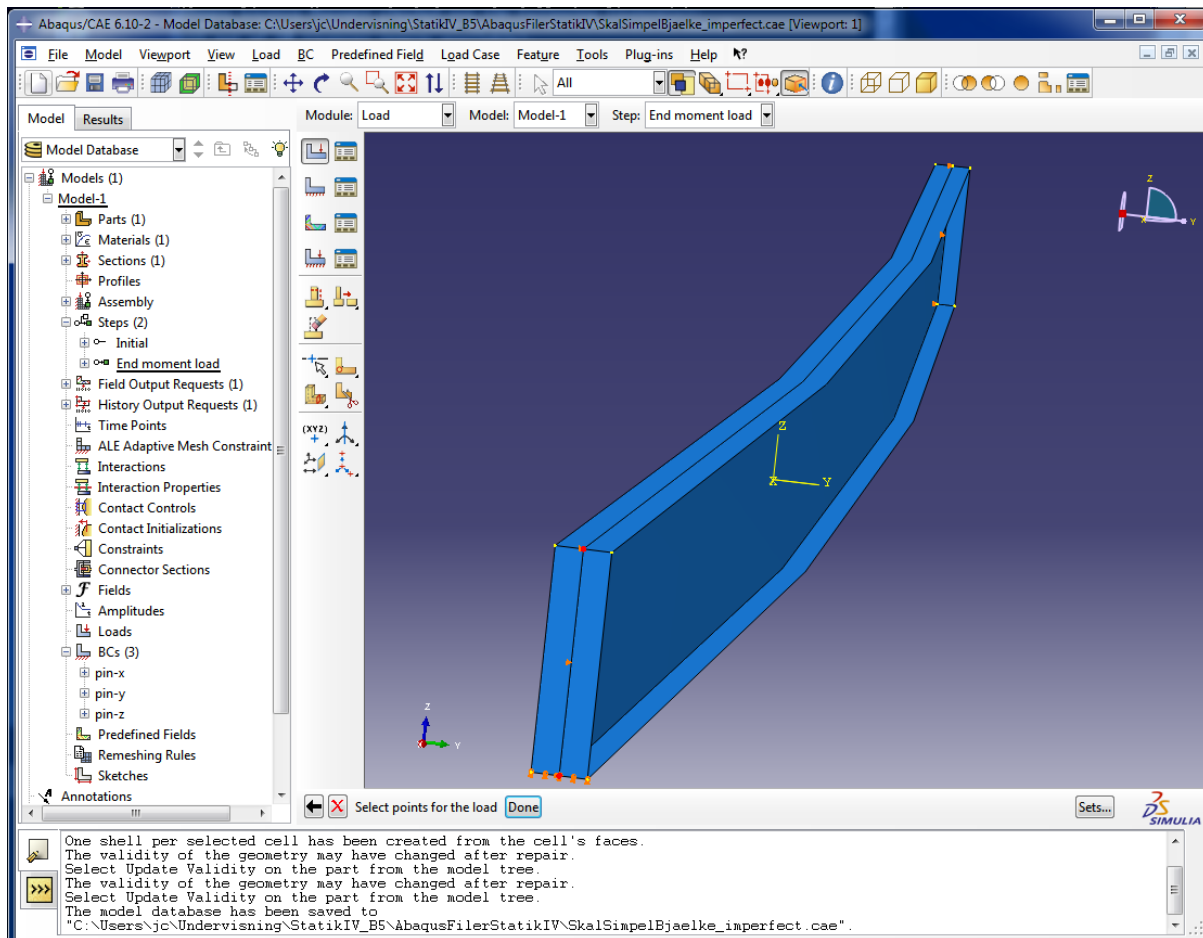 Abaqus/CAE 6.10-2 - Model Database: C:\Users\jc\Undervisning\StatikIV_B5\AbaqusFilerStatikIV\SkalSimpelBjaelke_imperfect.cae [Viewport: 1]
File Model Viewport View Load BC Predefined Field Load Case Feature Tools Plug-ins Help
All
Model Results
Module: Load Model: Model-1 Step: End moment load
Model Database
Models (1)
Model-1
Parts (1)
Materials (1)
Sections (1)
Profiles
Assembly
Steps (2)
Initial
End moment load
Field Output Requests (1)
History Output Requests (1)
Time Points
ALE Adaptive Mesh Constraint
Interactions
Interaction Properties
Contact Controls
Contact Initializations
Constraints
Connector Sections
Fields
Amplitudes
Loads
BCs (3)
pin-x
pin-y
pin-z
Predefined Fields
Remeshing Rules
Sketches
Annotations
(XYZ)
Z
X
Y
Z
X
Y
Z
X
Y
Select points for the load Done
Sets...
SIMULIA
One shell per selected cell has been created from the cell's faces.
The validity of the geometry may have changed after repair.
Select Update Validity on the part from the model tree.
The validity of the geometry may have changed after repair.
Select Update Validity on the part from the model tree.
The model database has been saved to
"C:\Users\jc\Undervisning\StatikIV_B5\AbaqusFilerStatikIV\SkalSimpelBjaelke_imperfect.cae".